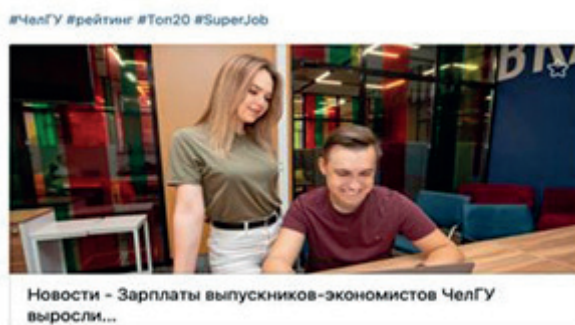 #ЧелГУ #рейтинг #Топ20 #SuperJob
Новости - Зарплаты выпускников-экономистов ЧелГУ
выросли...